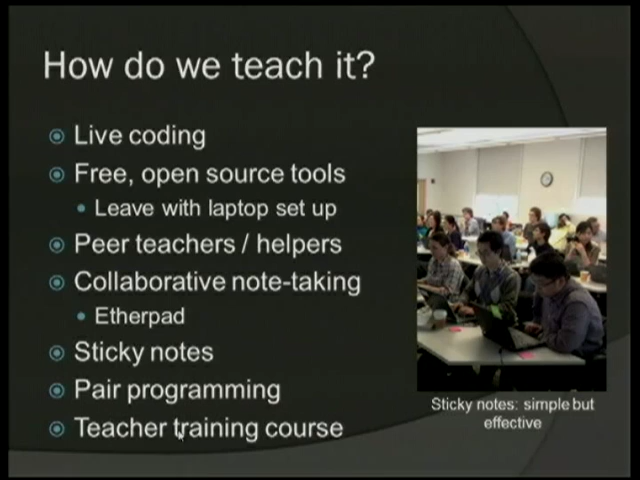 How do we teach it?
Live coding
Free, open source tools
Leave with laptop set up
Peer teachers / helpers
Collaborative note-taking
Etherpad
Sticky notes
Pair programming
Teacher training course
Sticky notes: simple but
effective